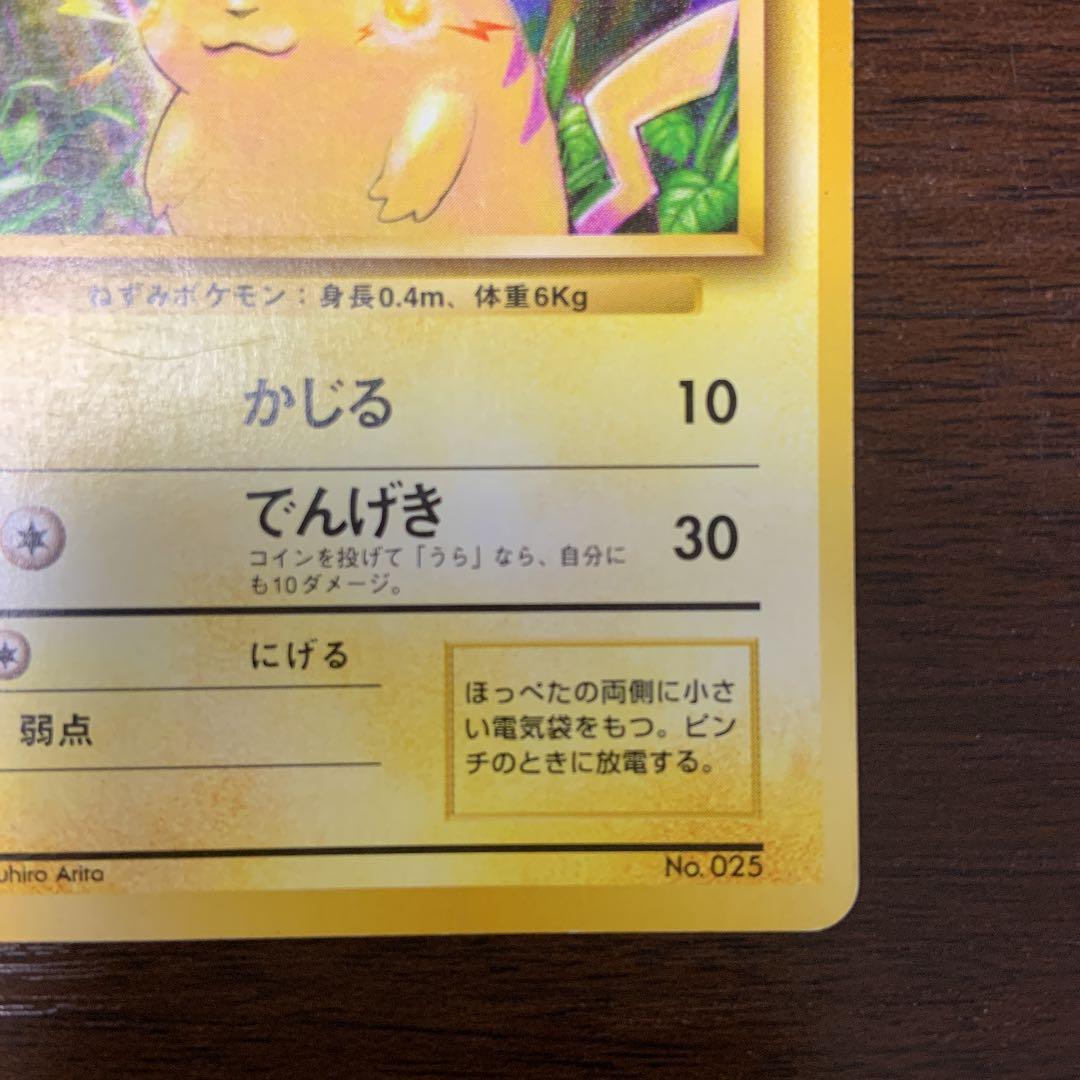 ねずみポケモン：身長0.4m、体重6Kg
かじる 10
でんげき 30
コインを投げて「うら」なら、自分に
も10ダメージ。
にげる
弱点
ほっぺたの両側に小さ
い電気袋をもつ。ピン
チのときに放電する。
uhiro Arita
No. 025